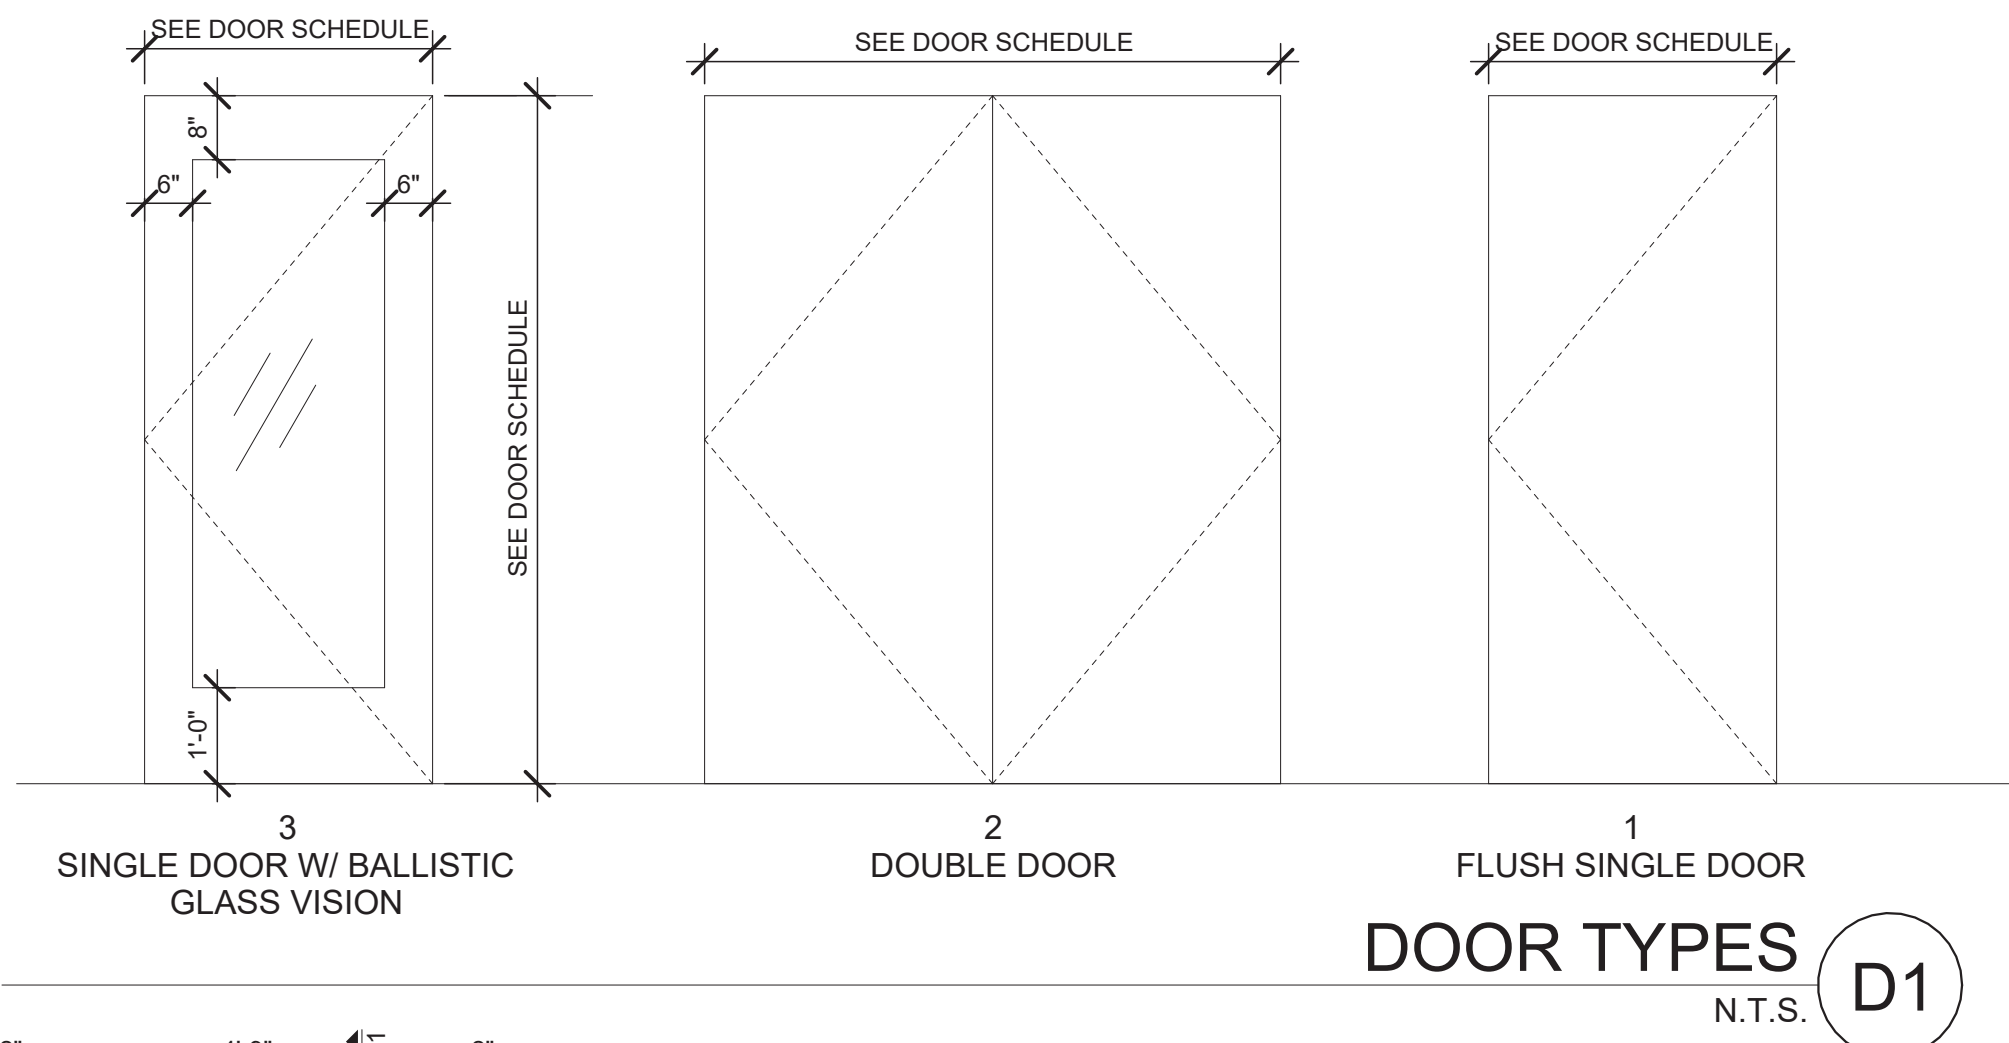 SEE DOOR SCHEDULE
SEE DOOR SCHEDULE
SEE DOOR SCHEDULE
8"
6"
6"
SEE DOOR SCHEDULE
1'-0"
3
SINGLE DOOR W/ BALLISTIC
GLASS VISION
2
DOUBLE DOOR
1
FLUSH SINGLE DOOR
DOOR TYPES
D1
N.T.S.
1